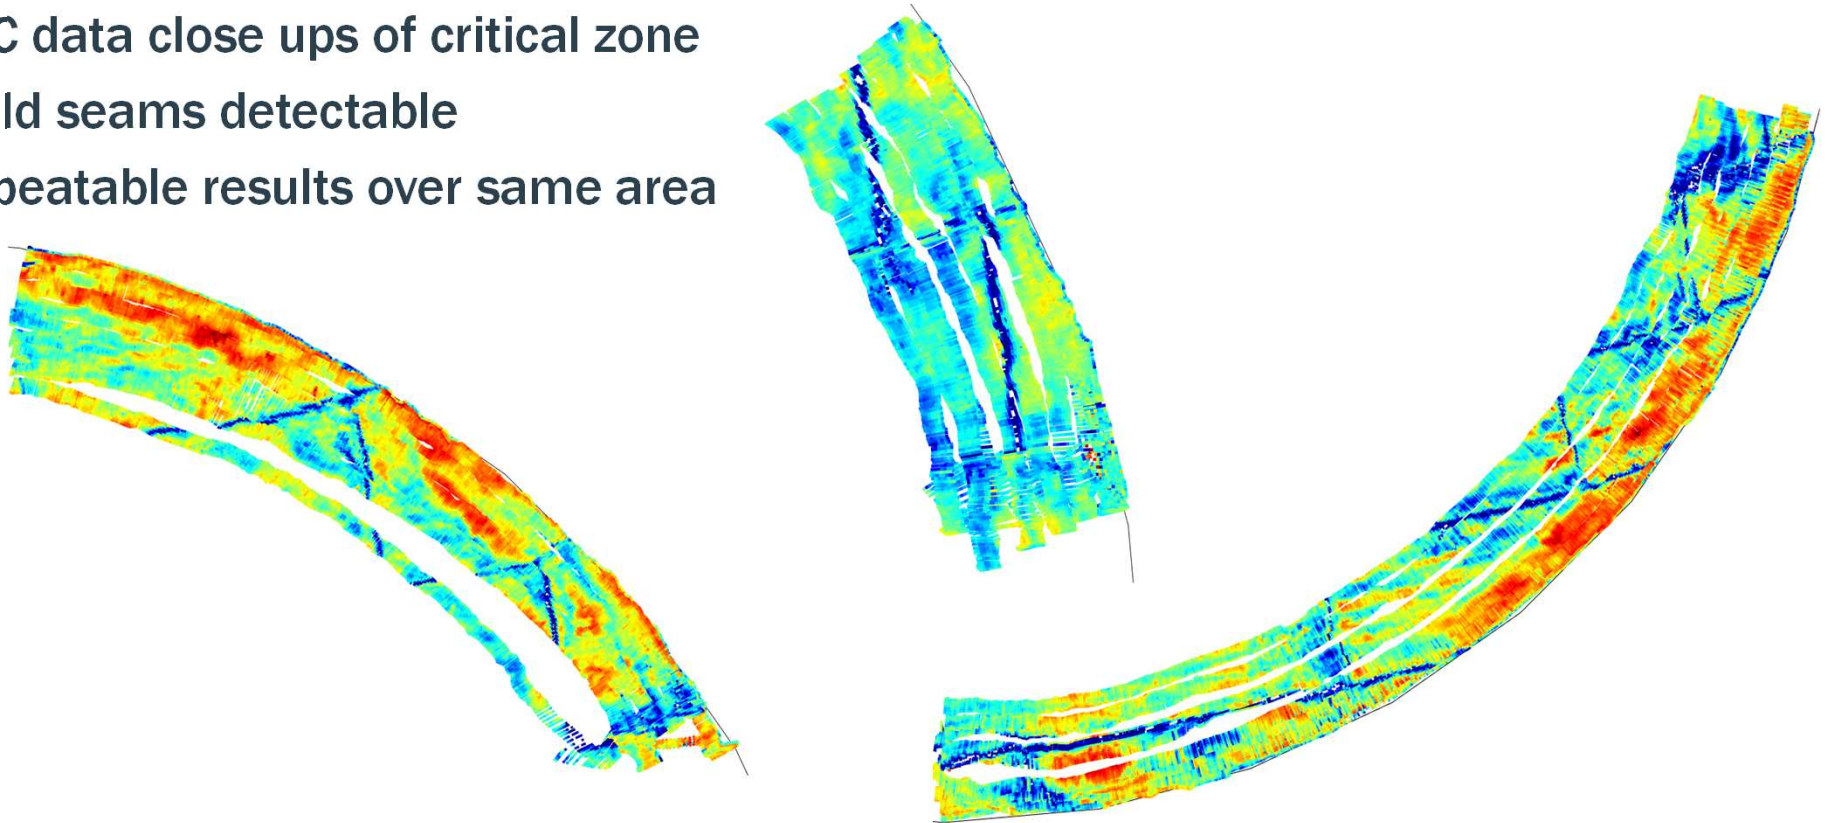 C data close ups of critical zone
ld seams detectable
peatable results over same area